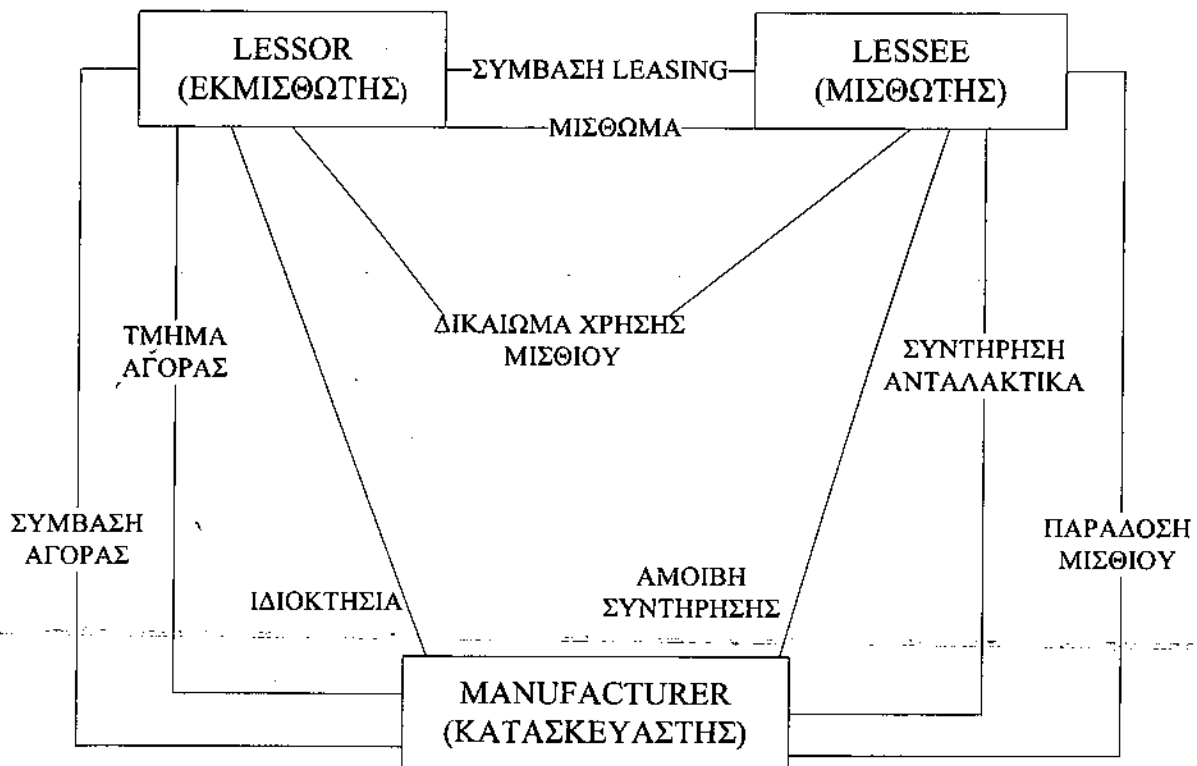 LESSOR
(ΕΚΜΙΣΘΩΤΗΣ)
ΣΥΜΒΑΣΗ LEASING
LESSEE
(ΜΙΣΘΩΤΗΣ)
ΜΙΣΘΩΜΑ
ΤΜΗΜΑ
ΑΓΟΡΑΣ
ΔΙΚΑΙΩΜΑ ΧΡΗΣΗΣ
ΜΙΣΘΙΟΥ
ΣΥΝΤΗΡΗΣΗ
ΑΝΤΑΛΑΚΤΙΚΑ
ΣΥΜΒΑΣΗ
ΑΓΟΡΑΣ
ΠΑΡΑΔΟΣΗ
ΜΙΣΘΙΟΥ
ΙΔΙΟΚΤΗΣΙΑ
ΑΜΟΙΒΗ
ΣΥΝΤΗΡΗΣΗΣ
MANUFACTURER
(ΚΑΤΑΣΚΕΥΑΣΤΗΣ)